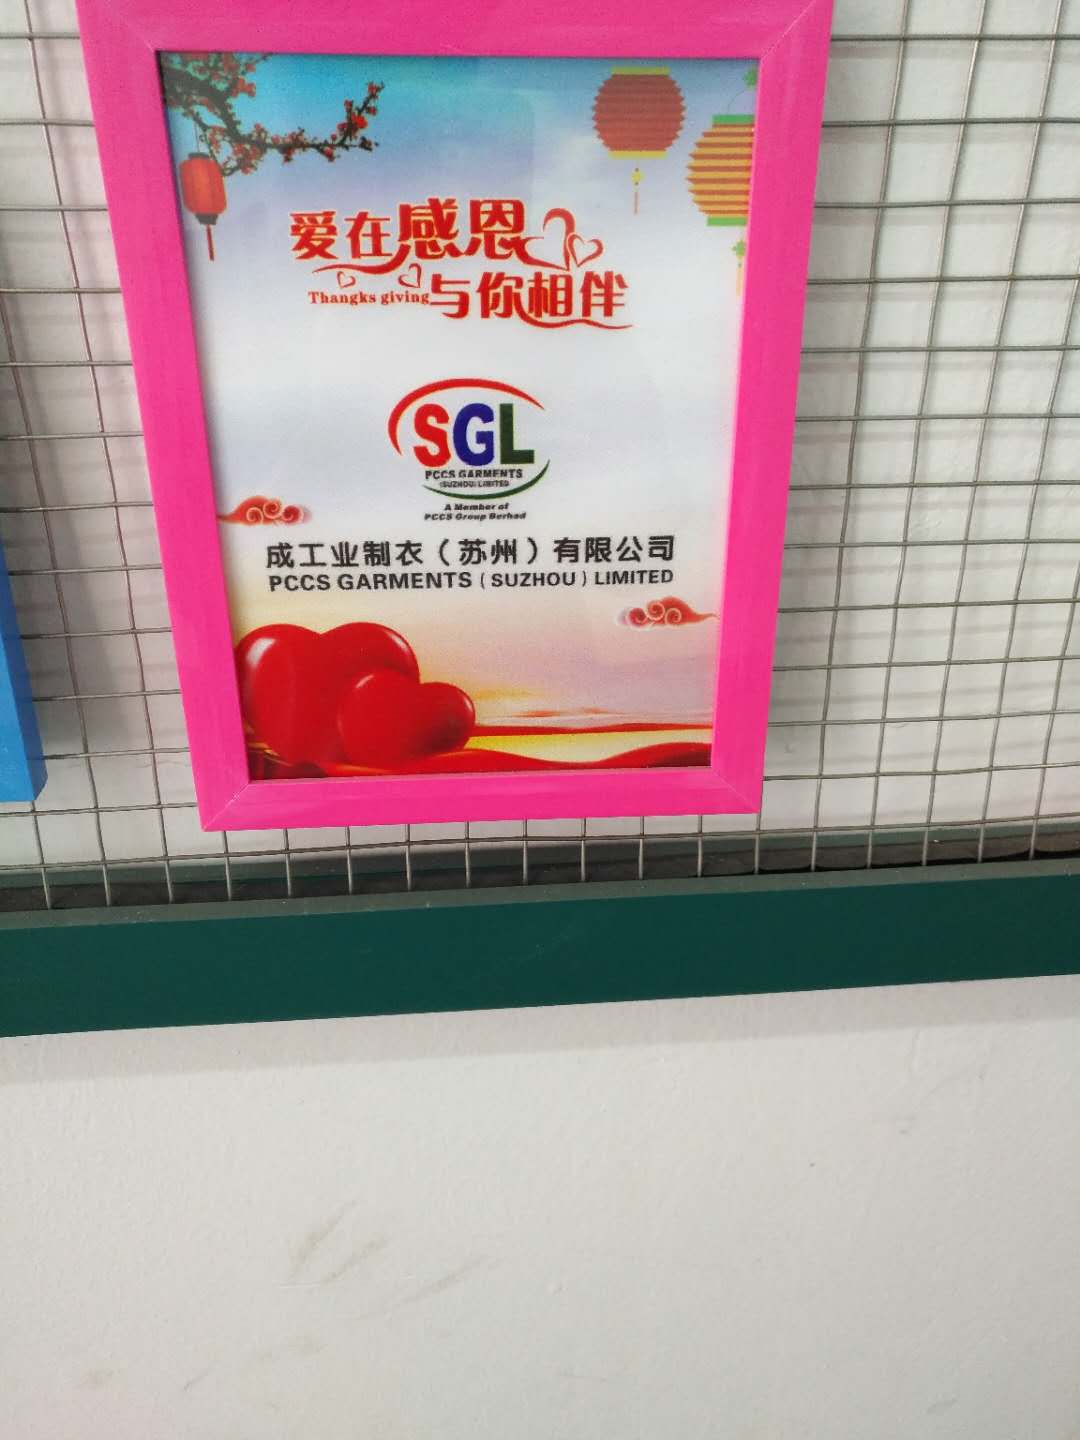 爱在感恩
Thangks giving 与你相伴
SGL
PCCS GARMENTS
(SUZHOU) LIMITED
A Member of
PCCS Group Berhad
成工业制衣（苏州）有限公司
PCCS GARMENTS (SUZHOU) LIMITED